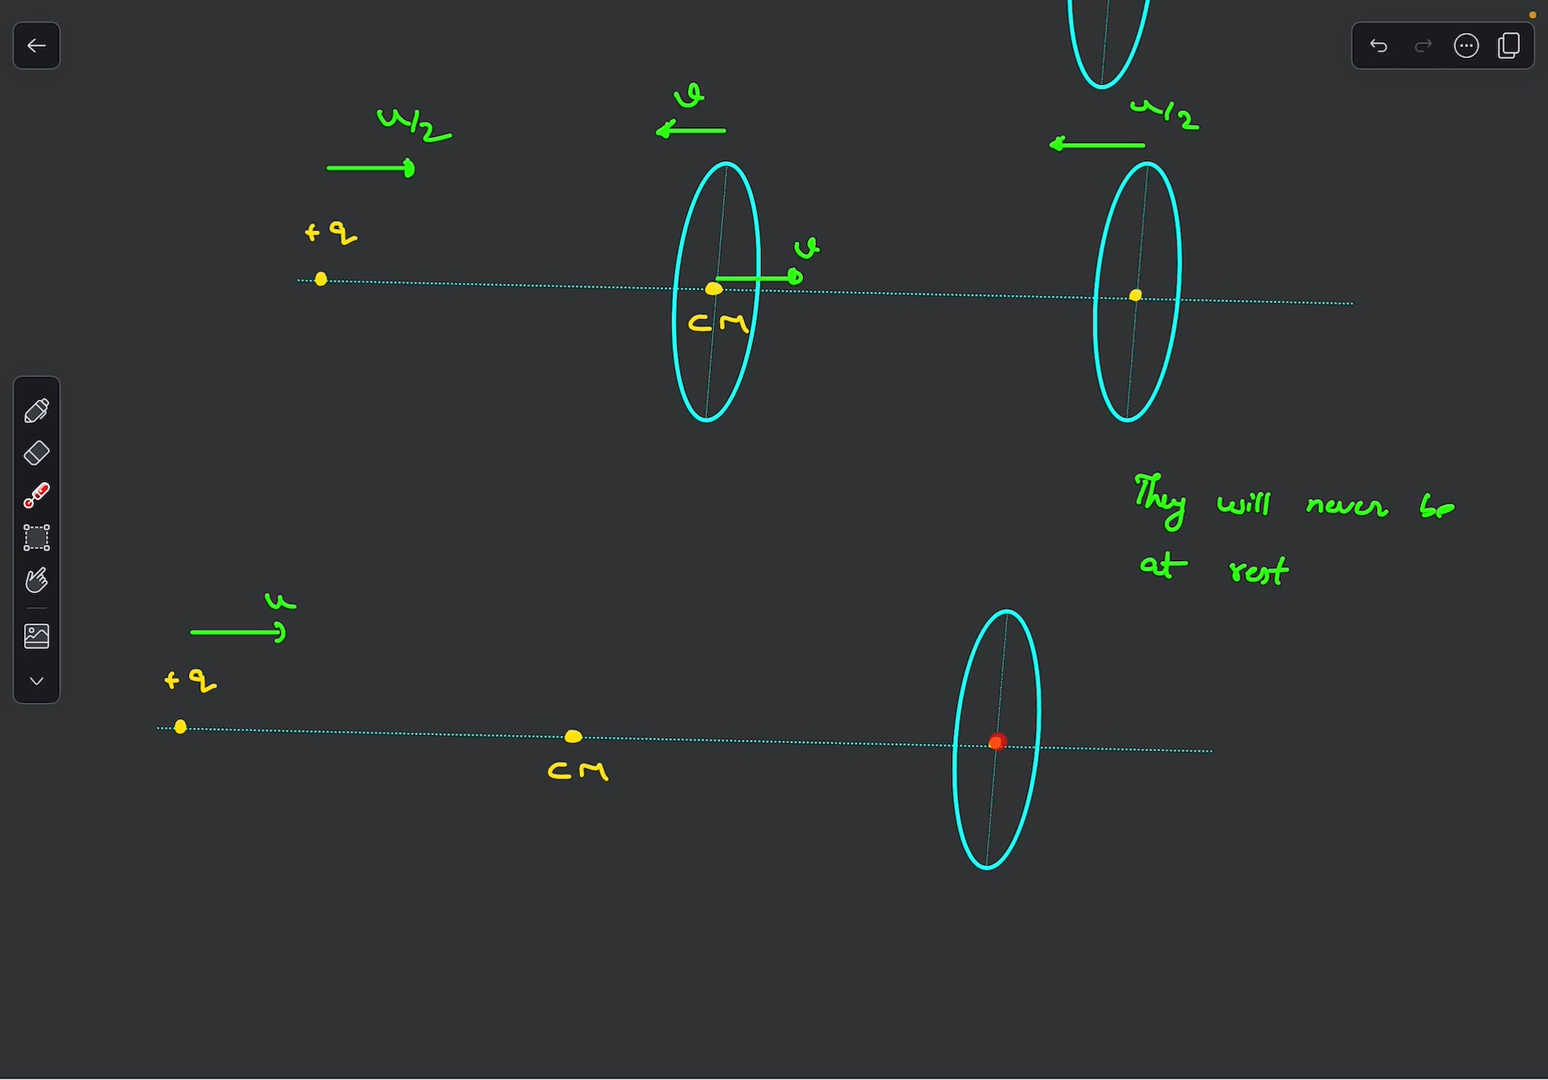 u/2
v
u/2
+q
v
CM
They will never be
at rest
u
+q
CM